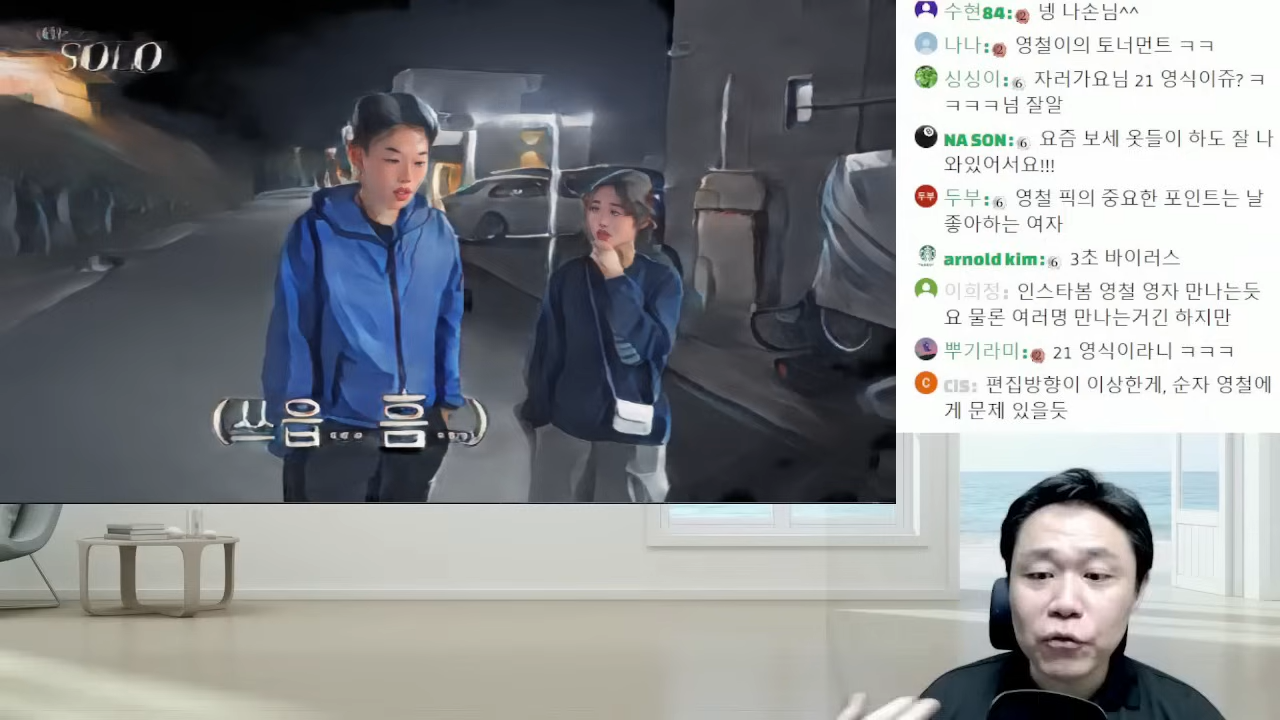 SOLO
으음 흠
수현84: 넹 나손님^^
나나: 영철이의 토너먼트 ㅋㅋ
싱싱이: 자러가요님 21 영식이쥬? ㅋ
ㅋㅋㅋ넘 잘알
NA SON: 요즘 보세 옷들이 하도 잘 나
와있어서요!!!
두부 두부: 영철 픽의 중요한 포인트는 날
좋아하는 여자
arnold kim: 3초 바이러스
이희정: 인스타봄 영철 영자 만나는듯
요 물론 여러명 만나는거긴 하지만
뿌기라미: 21 영식이라니 ㅋㅋㅋ
C CIS: 편집방향이 이상한게, 순자 영철에
게 문제 있을듯